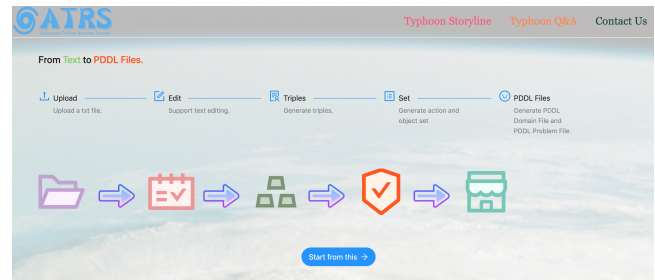 ATRS
Typhoon Storyline
Typhoon Q&A
Contact Us
From Text to PDDL Files.
Upload
Edit
Triples
Set
PDDL Files
Upload a txt file.
Support text editing.
Generate triples.
Generate action and
object set
Generate PDDL
Domain File and
PDDL Problem File.
Start from this →